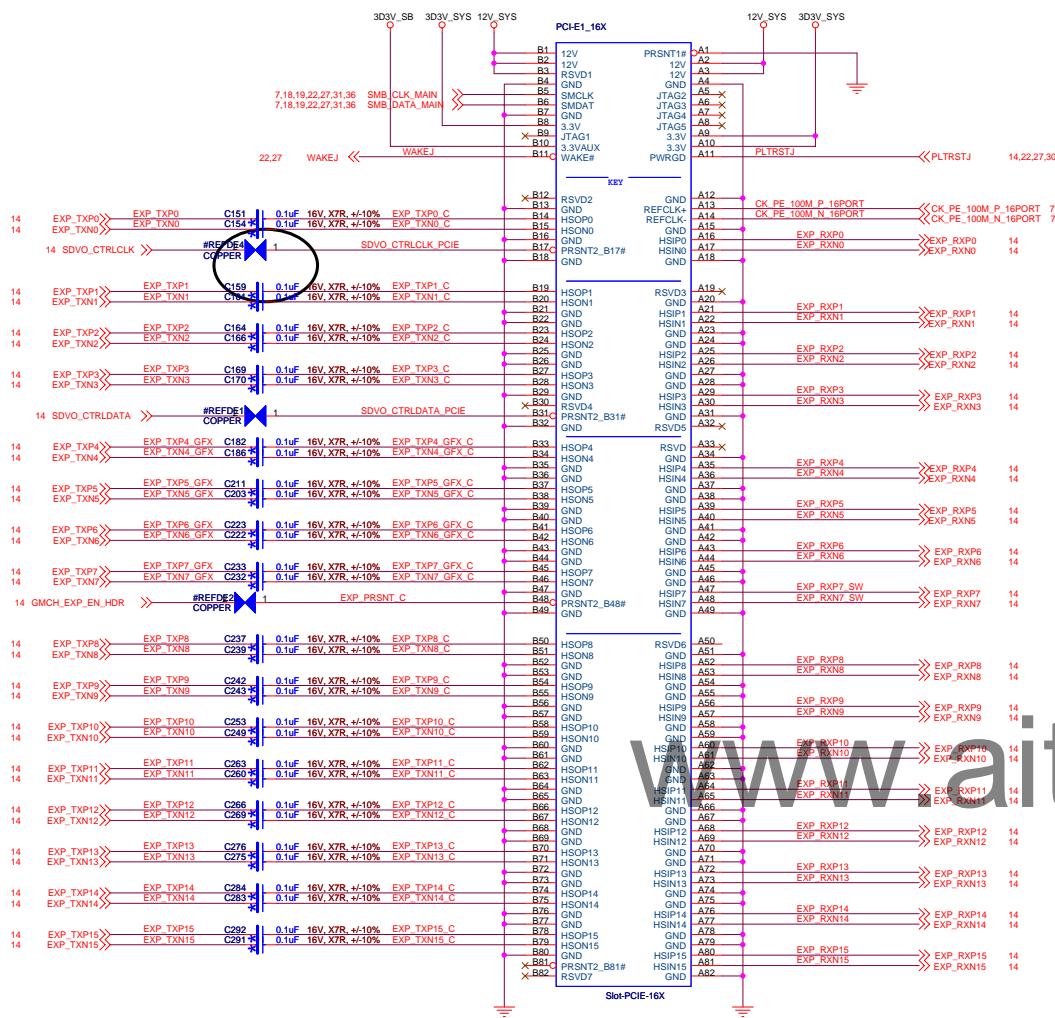 3D3V_SB 3D3V_SYS 12V_SYS 12V_SYS 3D3V_SYS
PCI-E1_16X
B1 12V PRSNT1# A1
B2 12V 12V A2
B3 RSVD1 12V A3
B4 GND GND A4
7,18,19,22,27,31,36 SMB_CLK_MAIN B5 SMCLK JTAG2 A5
7,18,19,22,27,31,36 SMB_DATA_MAIN B6 SMDAT JTAG3 A6
B7 GND JTAG4 A7
B8 3.3V JTAG5 A8
B9 JTAG1 3.3V A9
B10 3.3VAUX 3.3V A10
22,27 WAKEJ WAKEJ B11 WAKE# PWRGD A11 PLTRSTJ 14,22,27,30
KEY
B12 RSVD2 GND A12
B13 GND REFCLK+ A13 CK_PE_100M_P_16PORT CK_PE_100M_P_16PORT 7
14 EXP_TXP0 EXP_TXP0 C151 0.1uF 16V, X7R, +/-10% EXP_TXP0_C B14 HSOP0 REFCLK- A14 CK_PE_100M_N_16PORT CK_PE_100M_N_16PORT 7
14 EXP_TXN0 EXP_TXN0 C154 0.1uF 16V, X7R, +/-10% EXP_TXN0_C B15 HSON0 GND A15
B16 GND HSIP0 A16 EXP_RXP0 EXP_RXP0 14
14 SDVO_CTRLCLK #REFDE4 COPPER 1 SDVO_CTRLCLK_PCIE B17 PRSNT2_B17# HSIN0 A17 EXP_RXN0 EXP_RXN0 14
B18 GND GND A18
14 EXP_TXP1 EXP_TXP1 C159 0.1uF 16V, X7R, +/-10% EXP_TXP1_C B19 HSOP1 RSVD3 A19
14 EXP_TXN1 EXP_TXN1 C161 0.1uF 16V, X7R, +/-10% EXP_TXN1_C B20 HSON1 GND A20
B21 GND HSIP1 A21 EXP_RXP1 EXP_RXP1 14
B22 GND HSIN1 A22 EXP_RXN1 EXP_RXN1 14
14 EXP_TXP2 EXP_TXP2 C164 0.1uF 16V, X7R, +/-10% EXP_TXP2_C B23 HSOP2 GND A23
14 EXP_TXN2 EXP_TXN2 C166 0.1uF 16V, X7R, +/-10% EXP_TXN2_C B24 HSON2 GND A24
B25 GND HSIP2 A25 EXP_RXP2 EXP_RXP2 14
B26 GND HSIN2 A26 EXP_RXN2 EXP_RXN2 14
14 EXP_TXP3 EXP_TXP3 C169 0.1uF 16V, X7R, +/-10% EXP_TXP3_C B27 HSOP3 GND A27
14 EXP_TXN3 EXP_TXN3 C170 0.1uF 16V, X7R, +/-10% EXP_TXN3_C B28 HSON3 GND A28
B29 GND HSIP3 A29 EXP_RXP3 EXP_RXP3 14
B30 RSVD4 HSIN3 A30 EXP_RXN3 EXP_RXN3 14
14 SDVO_CTRLDATA #REFDE1 COPPER 1 SDVO_CTRLDATA_PCIE B31 PRSNT2_B31# GND A31
B32 GND RSVD5 A32
14 EXP_TXP4 EXP_TXP4_GFX C182 0.1uF 16V, X7R, +/-10% EXP_TXP4_GFX_C B33 HSOP4 RSVD A33
14 EXP_TXN4 EXP_TXN4_GFX C186 0.1uF 16V, X7R, +/-10% EXP_TXN4_GFX_C B34 HSON4 GND A34
B35 GND HSIP4 A35 EXP_RXP4 EXP_RXP4 14
B36 GND HSIN4 A36 EXP_RXN4 EXP_RXN4 14
14 EXP_TXP5 EXP_TXP5_GFX C211 0.1uF 16V, X7R, +/-10% EXP_TXP5_GFX_C B37 HSOP5 GND A37
14 EXP_TXN5 EXP_TXN5_GFX C203 0.1uF 16V, X7R, +/-10% EXP_TXN5_GFX_C B38 HSON5 GND A38
B39 GND HSIP5 A39 EXP_RXP5 EXP_RXP5 14
B40 GND HSIN5 A40 EXP_RXN5 EXP_RXN5 14
14 EXP_TXP6 EXP_TXP6_GFX C223 0.1uF 16V, X7R, +/-10% EXP_TXP6_GFX_C B41 HSOP6 GND A41
14 EXP_TXN6 EXP_TXN6_GFX C222 0.1uF 16V, X7R, +/-10% EXP_TXN6_GFX_C B42 HSON6 GND A42
B43 GND HSIP6 A43 EXP_RXP6 EXP_RXP6 14
B44 GND HSIN6 A44 EXP_RXN6 EXP_RXN6 14
14 EXP_TXP7 EXP_TXP7_GFX C233 0.1uF 16V, X7R, +/-10% EXP_TXP7_GFX_C B45 HSOP7 GND A45
14 EXP_TXN7 EXP_TXN7_GFX C232 0.1uF 16V, X7R, +/-10% EXP_TXN7_GFX_C B46 HSON7 GND A46
B47 GND HSIP7 A47 EXP_RXP7_SW EXP_RXP7 14
14 GMCH_EXP_EN_HDR #REFDE2 COPPER 1 EXP_PRSNT_C B48 PRSNT2_B48# HSIN7 A48 EXP_RXN7_SW EXP_RXN7 14
B49 GND GND A49
14 EXP_TXP8 EXP_TXP8 C237 0.1uF 16V, X7R, +/-10% EXP_TXP8_C B50 HSOP8 RSVD6 A50
14 EXP_TXN8 EXP_TXN8 C239 0.1uF 16V, X7R, +/-10% EXP_TXN8_C B51 HSON8 GND A51
B52 GND HSIP8 A52 EXP_RXP8 EXP_RXP8 14
B53 GND HSIN8 A53 EXP_RXN8 EXP_RXN8 14
14 EXP_TXP9 EXP_TXP9 C242 0.1uF 16V, X7R, +/-10% EXP_TXP9_C B54 HSOP9 GND A54
14 EXP_TXN9 EXP_TXN9 C243 0.1uF 16V, X7R, +/-10% EXP_TXN9_C B55 HSON9 GND A55
B56 GND HSIP9 A56 EXP_RXP9 EXP_RXP9 14
B57 GND HSIN9 A57 EXP_RXN9 EXP_RXN9 14
14 EXP_TXP10 EXP_TXP10 C253 0.1uF 16V, X7R, +/-10% EXP_TXP10_C B58 HSOP10 GND A58
14 EXP_TXN10 EXP_TXN10 C249 0.1uF 16V, X7R, +/-10% EXP_TXN10_C B59 HSON10 GND A59
B60 GND HSIP10 A60 EXP_RXP10 EXP_RXP10 14
B61 GND HSIN10 A61 EXP_RXN10 EXP_RXN10 14
14 EXP_TXP11 EXP_TXP11 C263 0.1uF 16V, X7R, +/-10% EXP_TXP11_C B62 HSOP11 GND A62
14 EXP_TXN11 EXP_TXN11 C260 0.1uF 16V, X7R, +/-10% EXP_TXN11_C B63 HSON11 GND A63
www.ait
B64 GND HSIP11 A64 EXP_RXP11 EXP_RXP11 14
B65 GND HSIN11 A65 EXP_RXN11 EXP_RXN11 14
14 EXP_TXP12 EXP_TXP12 C266 0.1uF 16V, X7R, +/-10% EXP_TXP12_C B66 HSOP12 GND A66
14 EXP_TXN12 EXP_TXN12 C269 0.1uF 16V, X7R, +/-10% EXP_TXN12_C B67 HSON12 GND A67
B68 GND HSIP12 A68 EXP_RXP12 EXP_RXP12 14
B69 GND HSIN12 A69 EXP_RXN12 EXP_RXN12 14
14 EXP_TXP13 EXP_TXP13 C276 0.1uF 16V, X7R, +/-10% EXP_TXP13_C B70 HSOP13 GND A70
14 EXP_TXN13 EXP_TXN13 C275 0.1uF 16V, X7R, +/-10% EXP_TXN13_C B71 HSON13 GND A71
B72 GND HSIP13 A72 EXP_RXP13 EXP_RXP13 14
B73 GND HSIN13 A73 EXP_RXN13 EXP_RXN13 14
14 EXP_TXP14 EXP_TXP14 C284 0.1uF 16V, X7R, +/-10% EXP_TXP14_C B74 HSOP14 GND A74
14 EXP_TXN14 EXP_TXN14 C283 0.1uF 16V, X7R, +/-10% EXP_TXN14_C B75 HSON14 GND A75
B76 GND HSIP14 A76 EXP_RXP14 EXP_RXP14 14
B77 GND HSIN14 A77 EXP_RXN14 EXP_RXN14 14
14 EXP_TXP15 EXP_TXP15 C292 0.1uF 16V, X7R, +/-10% EXP_TXP15_C B78 HSOP15 GND A78
14 EXP_TXN15 EXP_TXN15 C291 0.1uF 16V, X7R, +/-10% EXP_TXN15_C B79 HSON15 GND A79
B80 GND HSIP15 A80 EXP_RXP15 EXP_RXP15 14
B81 PRSNT2_B81# HSIN15 A81 EXP_RXN15 EXP_RXN15 14
B82 RSVD7 GND A82
Slot-PCIE-16X